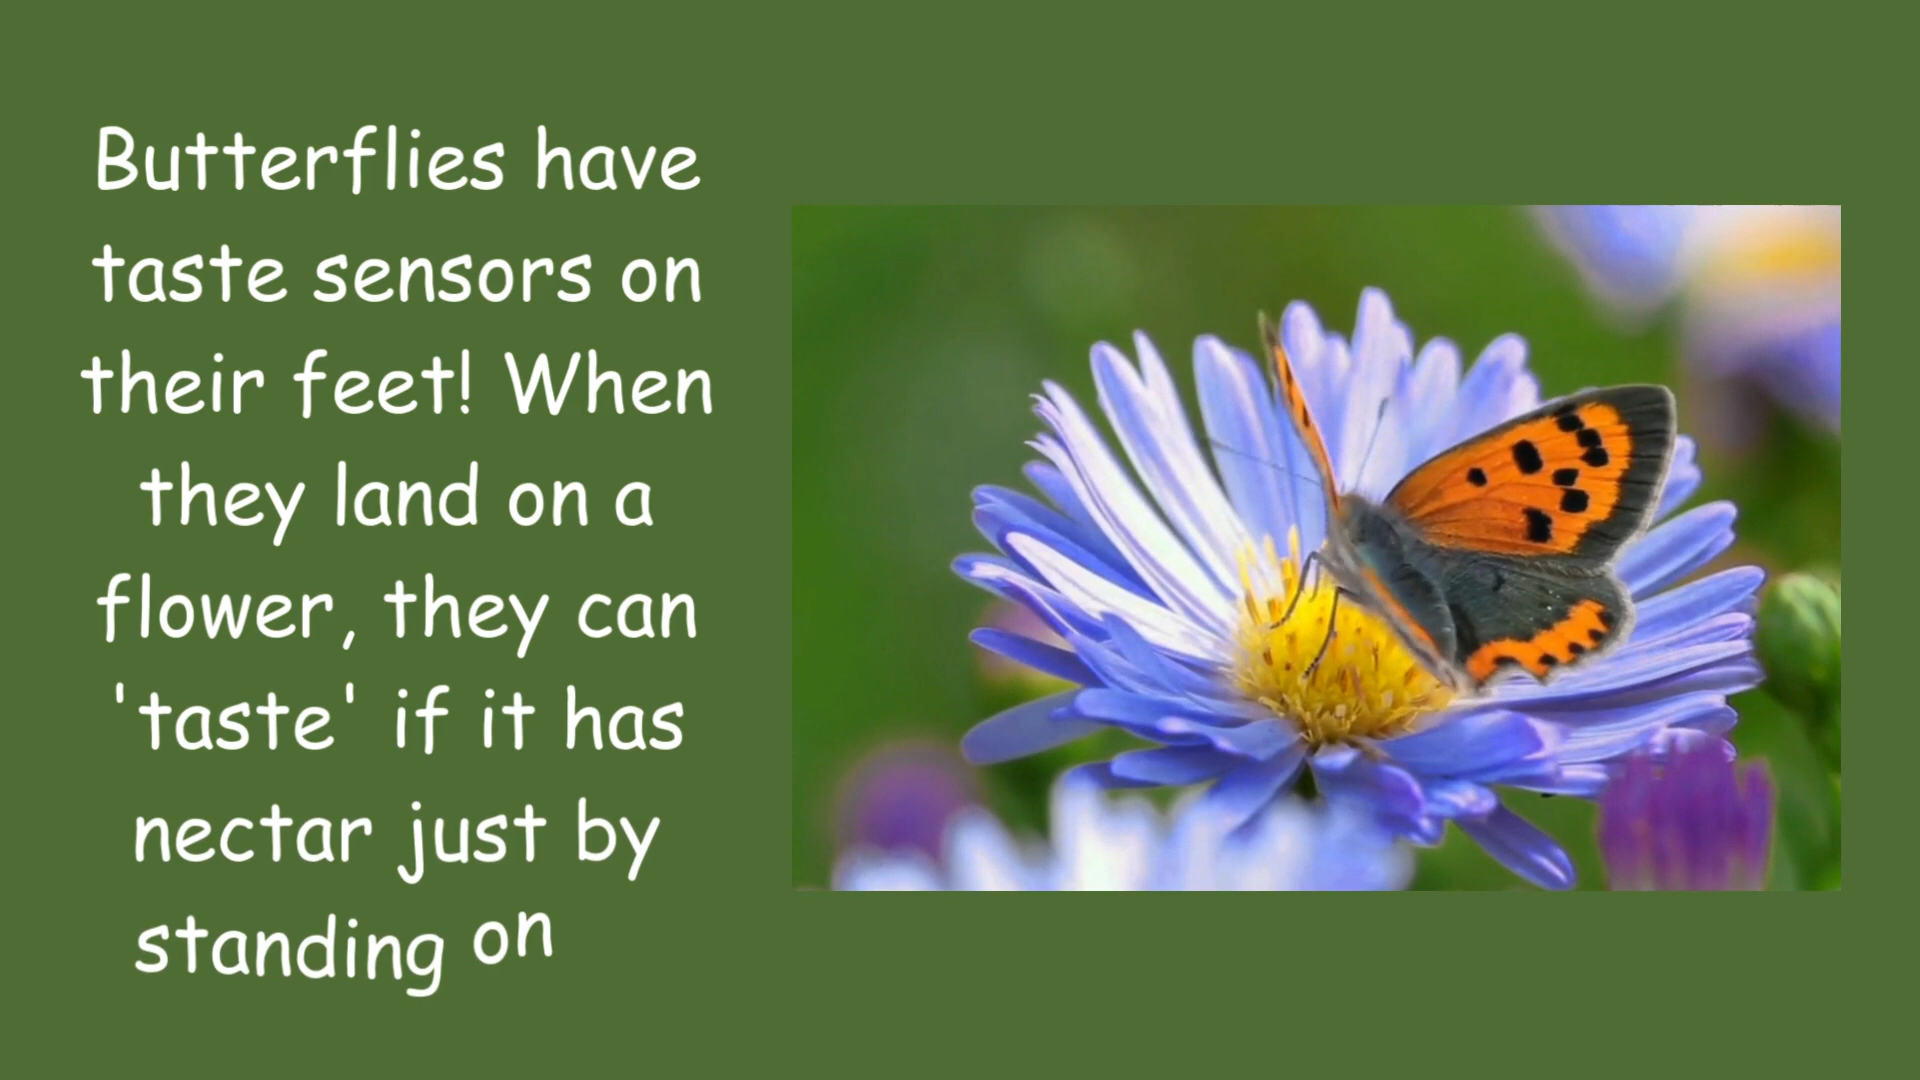 Butterflies have
taste sensors on
their feet! When
they land on a
flower, they can
'taste' if it has
nectar just by
standing on